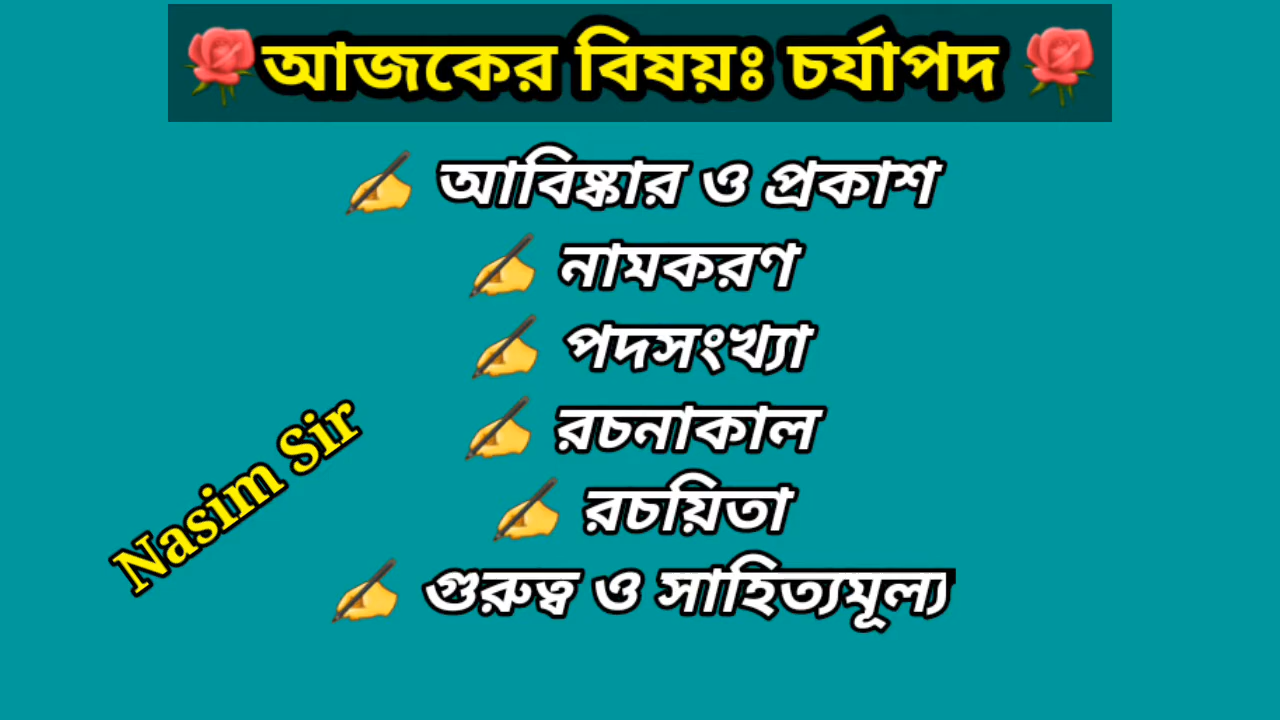 🌹আজকের বিষয়ঃ চর্যাপদ 🌹
✍ আবিষ্কার ও প্রকাশ
✍ নামকরণ
✍ পদসংখ্যা
✍ রচনাকাল
✍ রচয়িতা
✍ গুরুত্ব ও সাহিত্যমূল্য
Nasim Sir